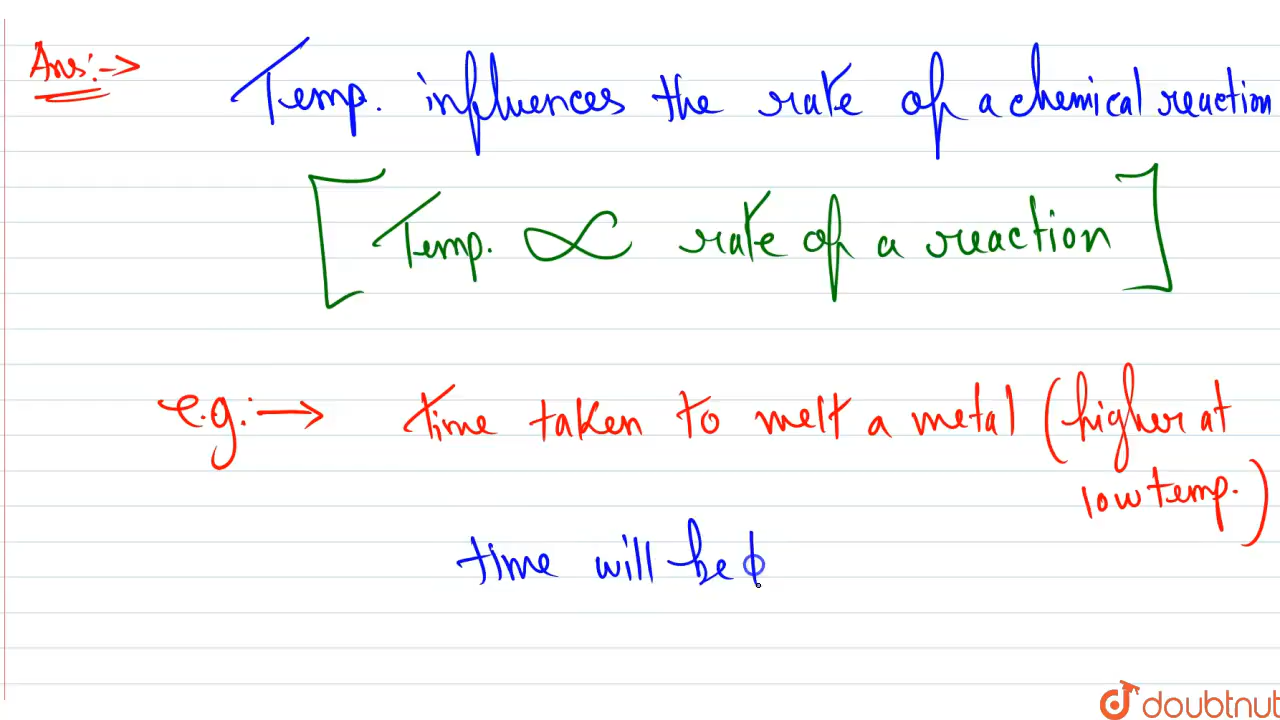 Ans:->
Temp. influences the rate of a chemical reaction
[Temp. ∝ rate of a reaction]
e.g.:-> time taken to melt a metal (higher at
low temp.)
time will be
doubtnut